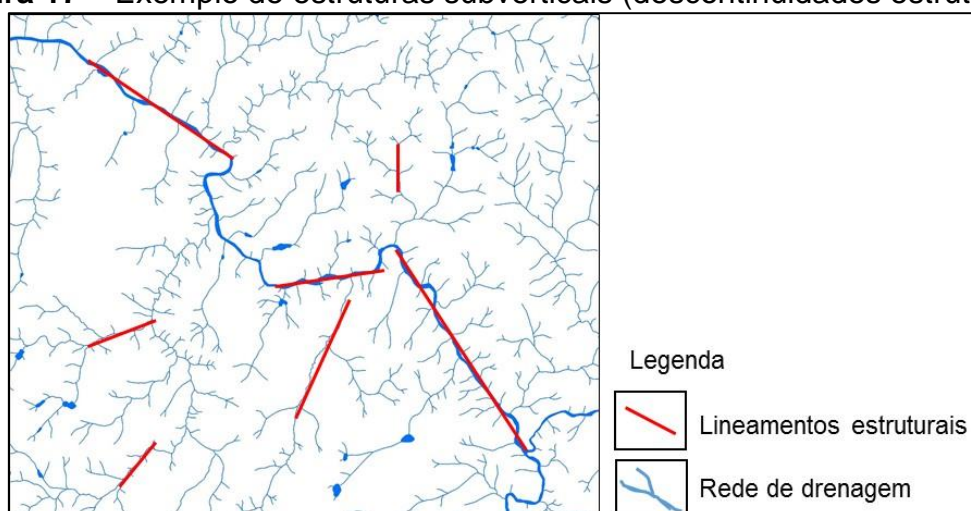 Exemplo de estruturas subverticais (descontinuidades
Legenda
Lineamentos estruturais
Rede de drenagem